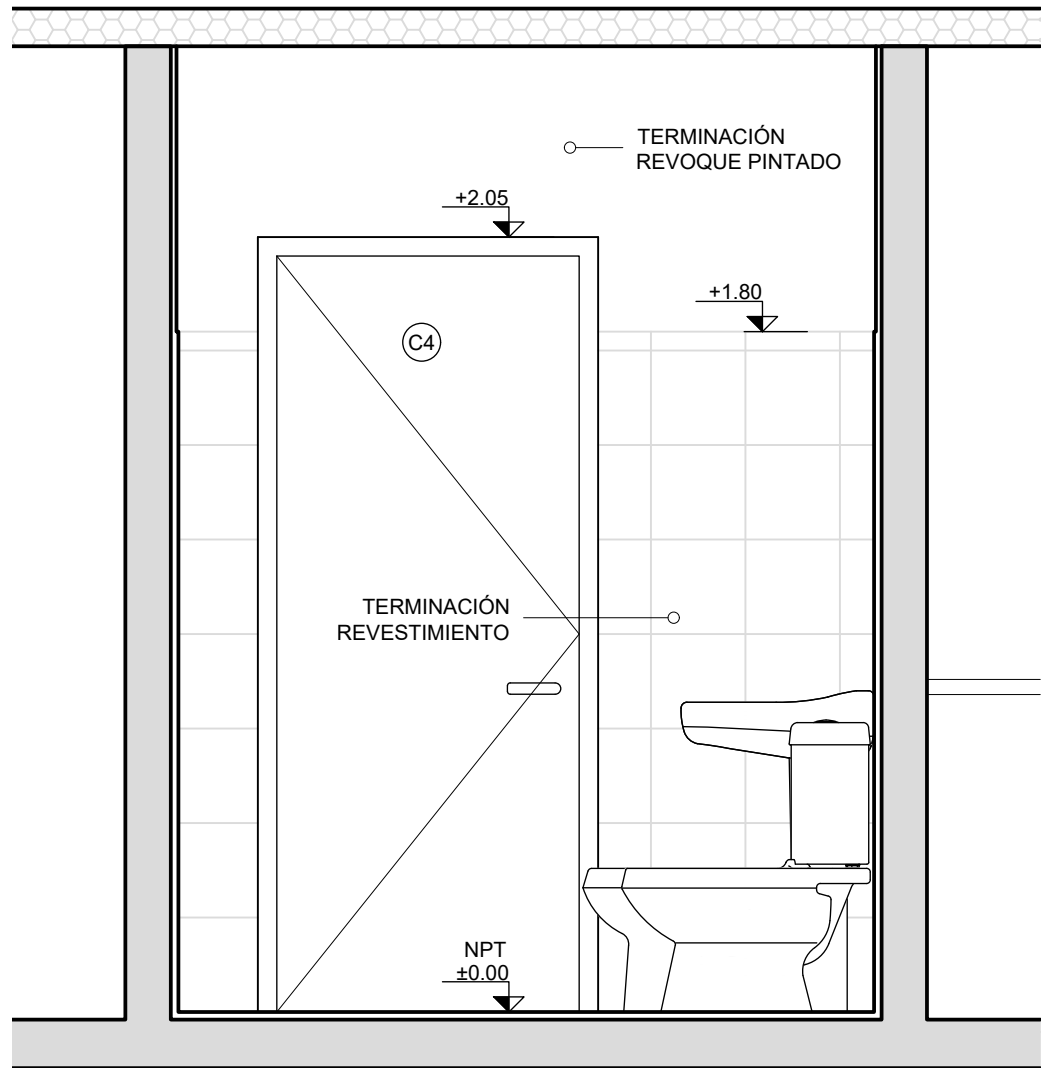 TERMINACIÓN
REVOQUE PINTADO
+2.05
+1.80
C4
TERMINACIÓN
REVESTIMIENTO
NPT
±0.00